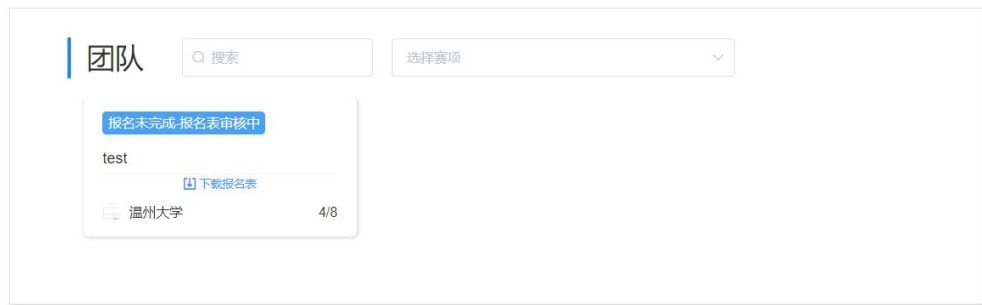 团队
搜索
选择赛项
报名未完成-报名表审核中
test
下载报名表
温州大学 4/8